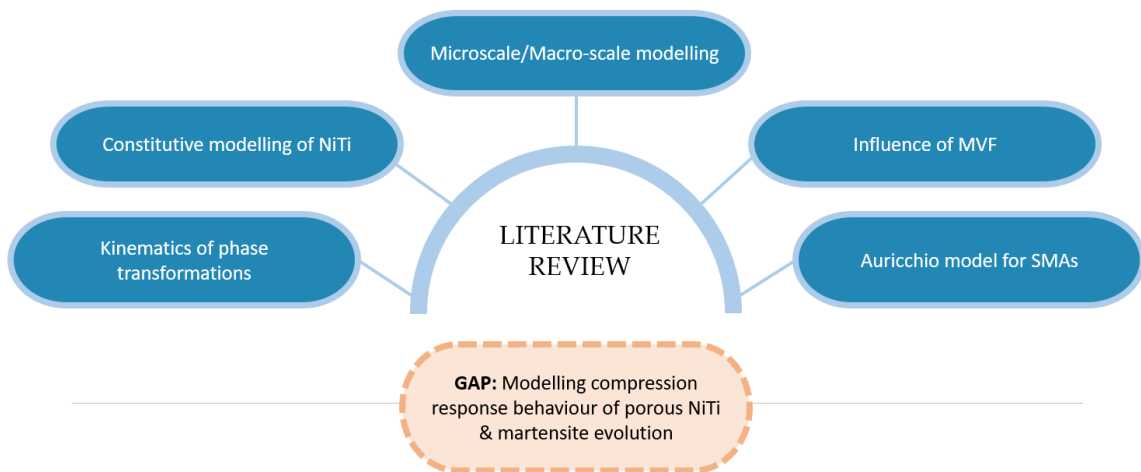 Microscale/Macro-scale modelling
Constitutive modelling of NiTi
Influence of MVF
Kinematics of phase
transformations
LITERATURE
REVIEW
Auricchio model for SMAs
GAP: Modelling compression
response behaviour of porous NiTi
& martensite evolution